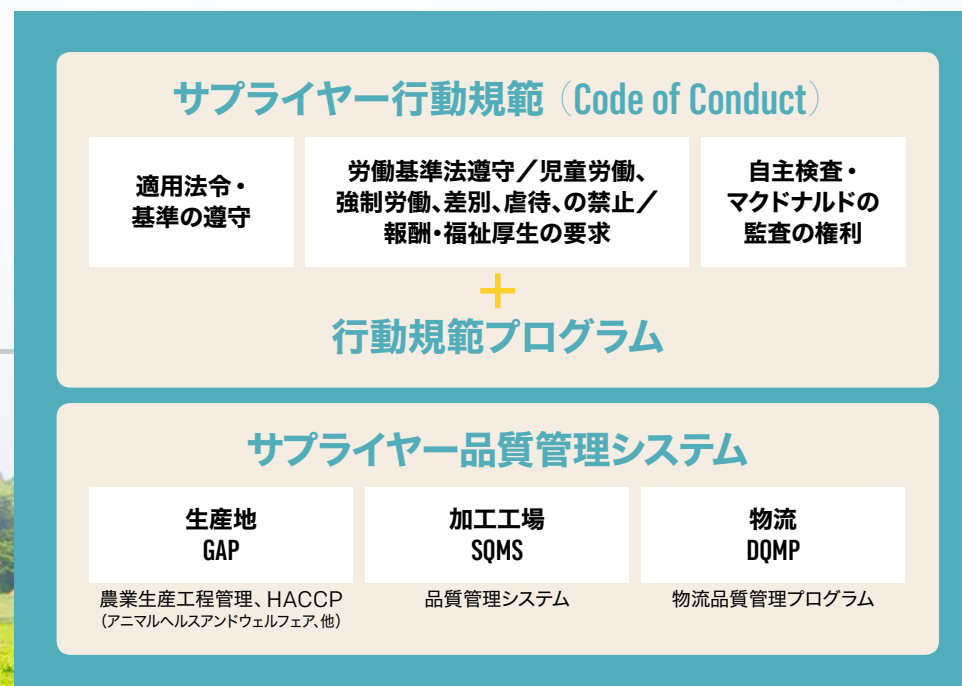 サプライヤー行動規範（Code of Conduct）
適用法令・
基準の遵守
労働基準法遵守／児童労働、
強制労働、差別、虐待、の禁止／
報酬・福祉厚生の要求
自主検査・
マクドナルドの
監査の権利
＋
行動規範プログラム
サプライヤー品質管理システム
生産地
GAP
農業生産工程管理、HACCP
（アニマルヘルスアンドウェルフェア、他）
加工工場
SQMS
品質管理システム
物流
DQMP
物流品質管理プログラム